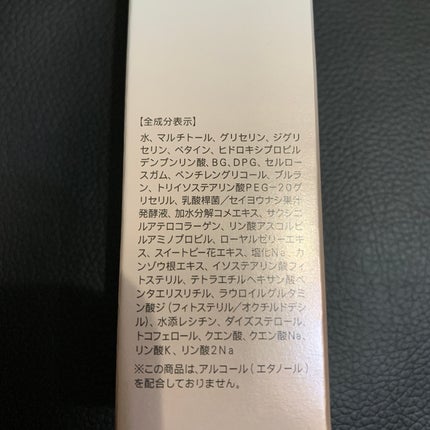 【全成分表示】
水、マルチトール、グリセリン、ジグリ
セリン、ベタイン、ヒドロキシプロピル
デンプンリン酸、BG、DPG、セルロー
スガム、ペンチレングリコール、プルラ
ン、トリイソステアリン酸PEG-20グ
リセリル、乳酸桿菌/セイヨウナシ果汁
発酵液、加水分解コメエキス、サクシニ
ルアテロコラーゲン、リン酸アスコルビ
ルアミノプロピル、ローヤルゼリーエキ
ス、スイートピー花エキス、塩化Na、カ
ンゾウ根エキス、イソステアリン酸フィ
トステリル、テトラエチルヘキサン酸ペ
ンタエリスリチル、ラウロイルグルタミ
ン酸ジ(フィトステリル/オクチルドデシ
ル)、水添レシチン、ダイズステロール、
トコフェロール、クエン酸、クエン酸Na、
リン酸K、リン酸2Na
※この商品は、アルコール(エタノール)
を配合しておりません。